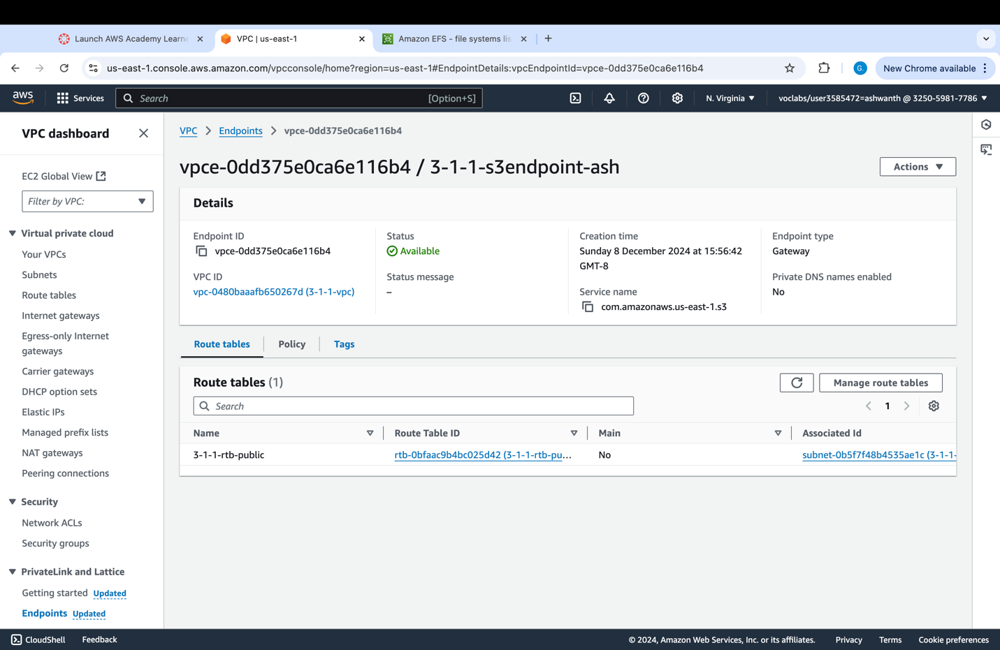 Launch AWS Academy Learne
VPC | us-east-1
Amazon EFS - file systems lis
us-east-1.console.aws.amazon.com/vpcconsole/home?region=us-east-1#EndpointDetails:vpcEndpointId=vpce-0dd375e0ca6e116b4
G.
New Chrome available
aws
Services
Search
[Option+S]
N. Virginia
voclabs/user3585472=ashwanth @ 3250-5981-7786
VPC dashboard
EC2 Global View
Filter by VPC:
Virtual private cloud
Your VPCs
Subnets
Route tables
Internet gateways
Egress-only Internet
gateways
Carrier gateways
DHCP option sets
Elastic IPs
Managed prefix lists
NAT gateways
Peering connections
Security
Network ACLs
Security groups
PrivateLink and Lattice
Getting started Updated
Endpoints Updated
VPC > Endpoints > vpce-0dd375e0ca6e116b4
vpce-0dd375e0ca6e116b4 / 3-1-1-s3endpoint-ash
Actions
Details
Endpoint ID
vpce-0dd375e0ca6e116b4
VPC ID
vpc-0480baaafb650267d (3-1-1-vpc)
Status
Available
Status message
–
Creation time
Sunday 8 December 2024 at 15:56:42
GMT-8
Service name
com.amazonaws.us-east-1.s3
Endpoint type
Gateway
Private DNS names enabled
No
Route tables
Policy
Tags
Route tables (1)
Manage route tables
Search
1
Name
Route Table ID
Main
Associated Id
3-1-1-rtb-public
rtb-0bfaac9b4bc025d42 (3-1-1-rtb-pu...
No
subnet-0b5f7f48b4535ae1c (3-1-1-
CloudShell
Feedback
© 2024, Amazon Web Services, Inc. or its affiliates.
Privacy
Terms
Cookie preferences